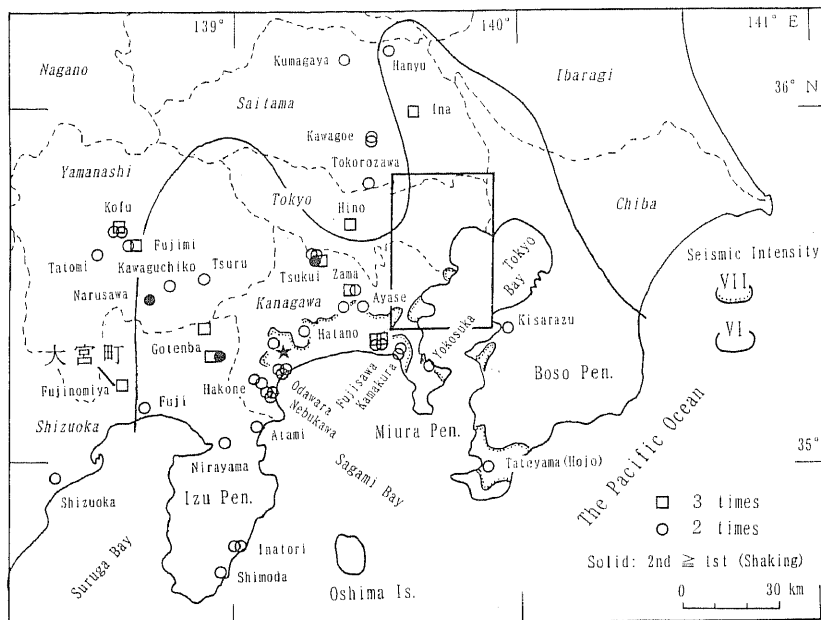 139°
140°
141° E
Nagano
Kumagaya
Hanyu
Ibaragi
36° N
Saitama
Ina
Kawagoe
Yamanashi
Tokorozawa
Tokyo
Chiba
Kofu
Hino
Fujimi
Tatomi
Kawaguchiko
Tsuru
Tsukui
Tokyo
Bay
Seismic Intensity
VII
Narusawa
Zama
Kanagawa
Ayase
VI
大宮町
Gotenba
Hatano
Kisarazu
Fujinomiya
Hakone
Odawara
Nebukawa
Fujisawa
Kamakura
Yokosuka
Boso Pen.
Fuji
Shizuoka
Atami
Miura Pen.
The Pacific Ocean
Nirayama
Sagami Bay
Tateyama(Hojo)
35°
Shizuoka
Izu Pen.
3 times
2 times
Suruga Bay
Inatori
Solid: 2nd ≧ 1st (Shaking)
Shimoda
Oshima Is.
0 30 km